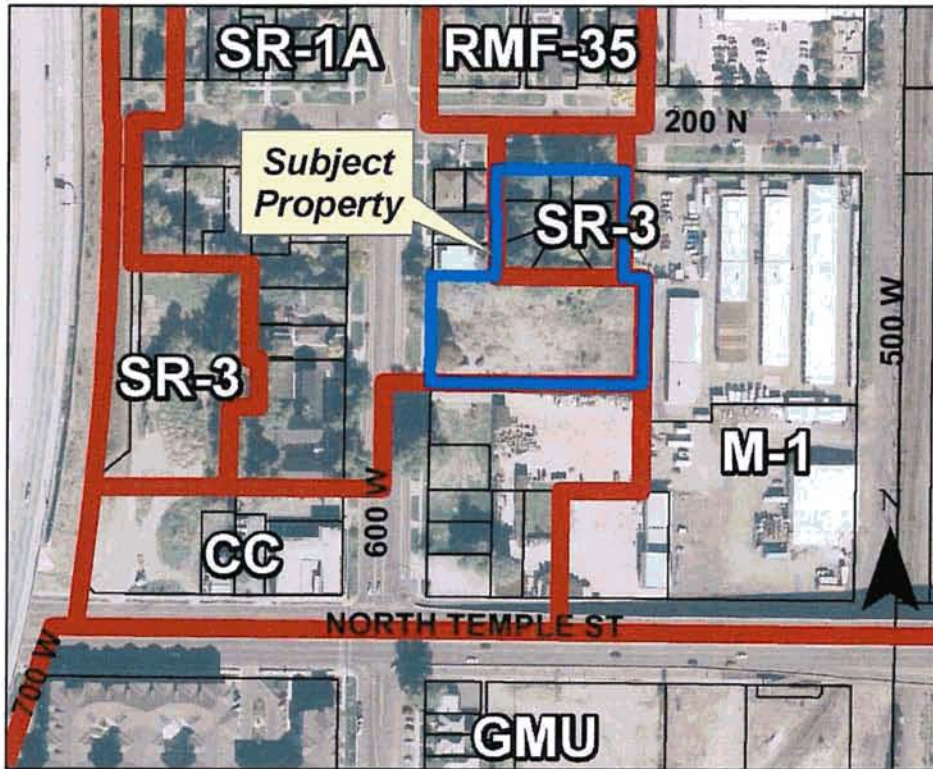 SR-1A
RMF-35
200 N
Subject
Property
SR-3
SR-3
500 W
M-1
600 W
CC
NORTH TEMPLE ST
700 W
GMU